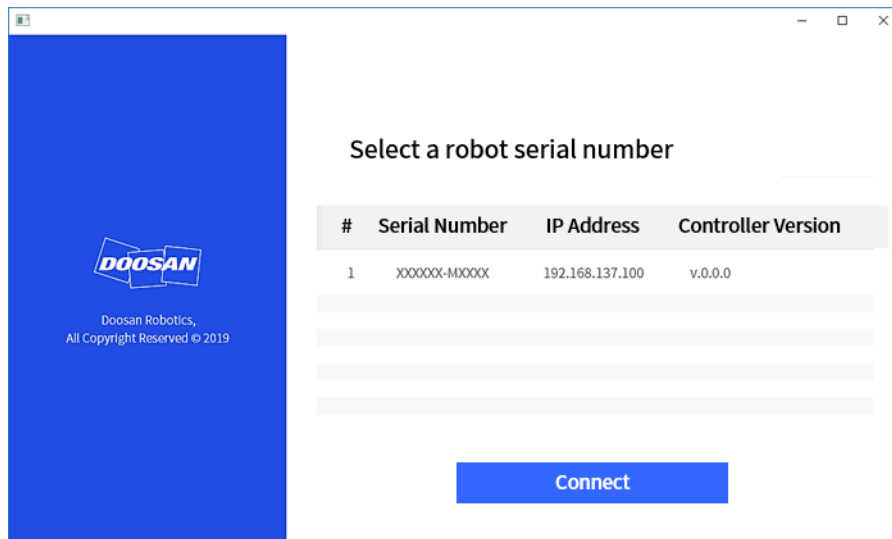 DOOSAN
Doosan Robotics,
All Copyright Reserved © 2019
Select a robot serial number
# Serial Number IP Address Controller Version
1 XXXXXX-MXXXX 192.168.137.100 v.0.0.0
Connect